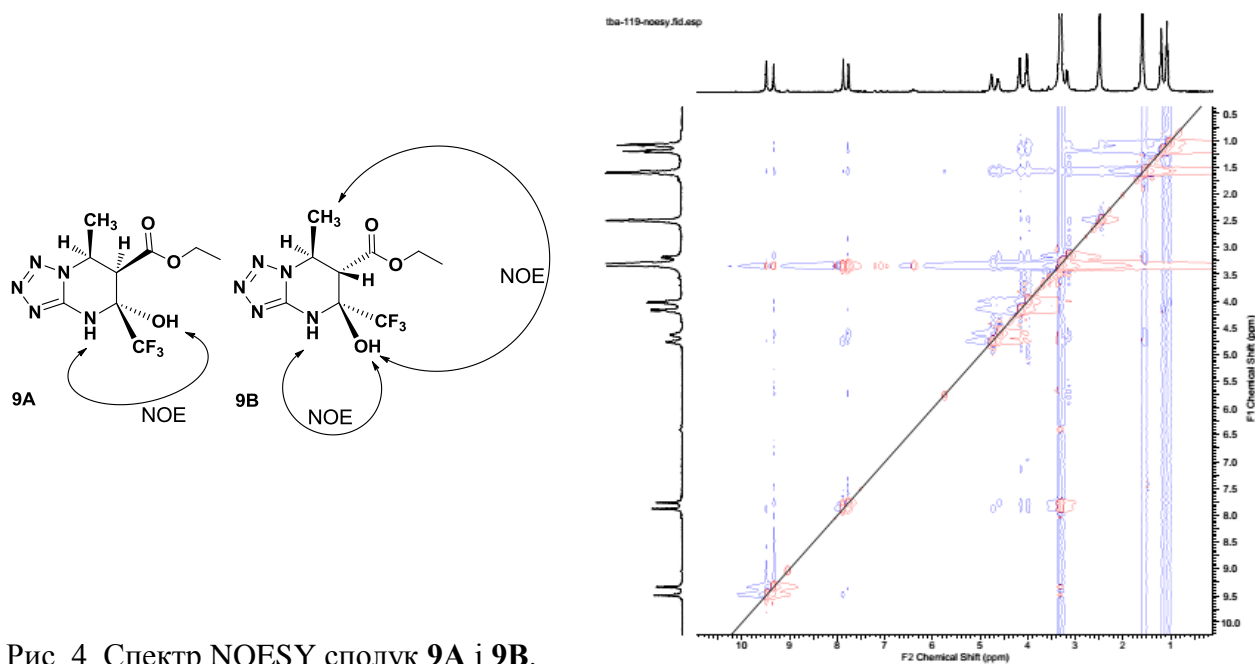 tba-119-noesy.fid.esp
CH3
O
H
H
O
N
N
N
N
N
H
OH
CF3
9A
NOE
CH3
O
H
H
O
N
N
N
N
N
H
CF3
OH
9B
NOE
NOE
0.5
1.0
1.5
2.0
2.5
3.0
3.5
4.0
4.5
5.0
5.5
6.0
6.5
7.0
7.5
8.0
8.5
9.0
9.5
10.0
F1 Chemical Shift (ppm)
10 9 8 7 6 5 4 3 2 1
F2 Chemical Shift (ppm)
Рис 4 Спектр NOESY сполук 9А і 9В.